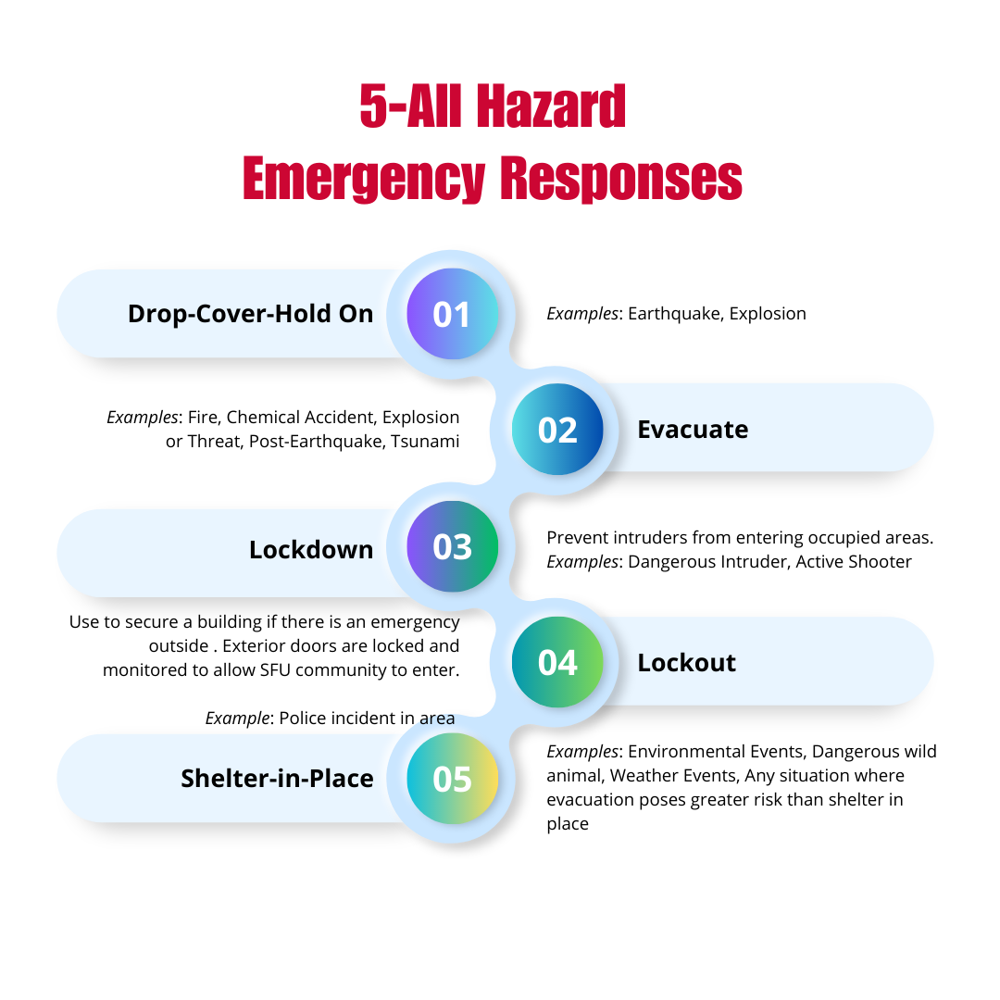 5-All Hazard
Emergency Responses
Drop-Cover-Hold On
01
Examples: Earthquake, Explosion
Examples: Fire, Chemical Accident, Explosion
or Threat, Post-Earthquake, Tsunami
02
Evacuate
Lockdown
03
Prevent intruders from entering occupied areas.
Examples: Dangerous Intruder, Active Shooter
Use to secure a building if there is an emergency
outside . Exterior doors are locked and
monitored to allow SFU community to enter.
Example: Police incident in area
04
Lockout
Shelter-in-Place
05
Examples: Environmental Events, Dangerous wild
animal, Weather Events, Any situation where
evacuation poses greater risk than shelter in
place